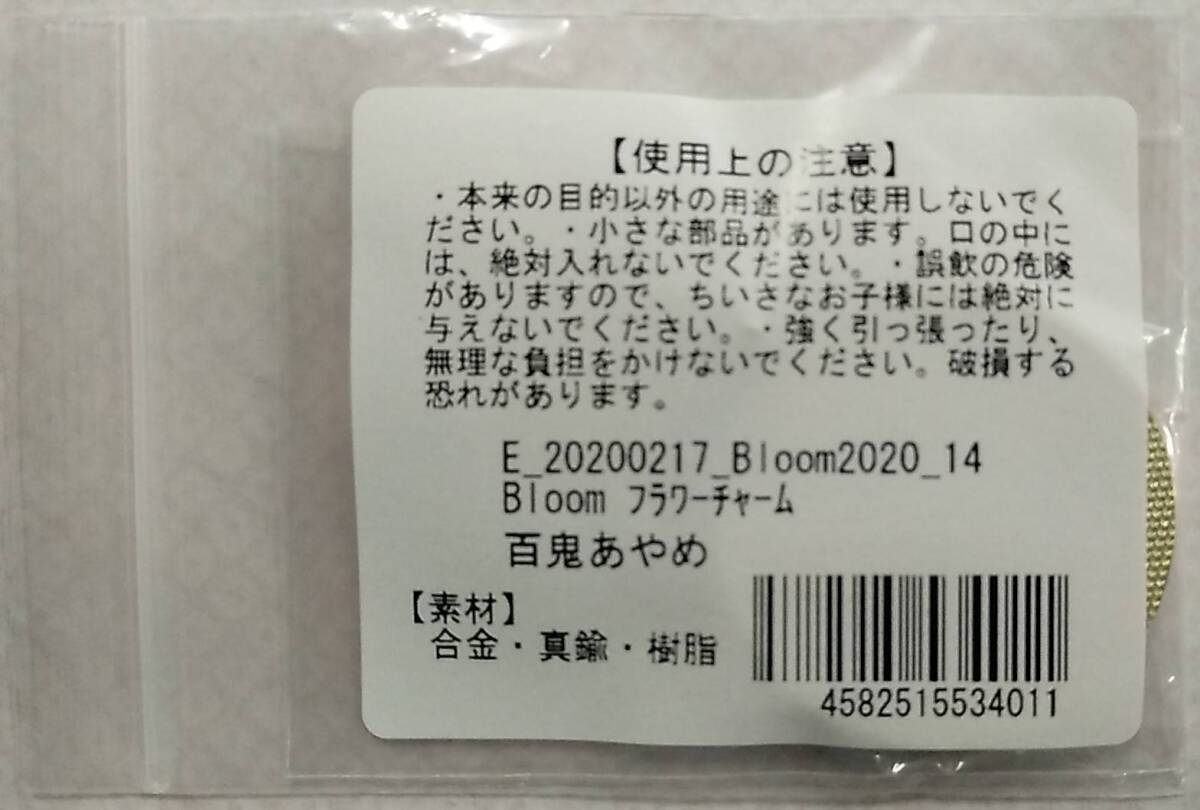 【使用上の注意】
・本来の目的以外の用途には使用しないでく
ださい。・小さな部品があります。口の中に
は、絶対入れないでください。・誤飲の危険
がありますので、ちいさなお子様には絶対に
与えないでください。・強く引っ張ったり、
無理な負担をかけないでください。破損する
恐れがあります。
E_20200217_Bloom2020_14
Bloom ﾌﾗﾜｰﾁｬｰﾑ
百鬼あやめ
【素材】
合金・真鍮・樹脂
4582515534011